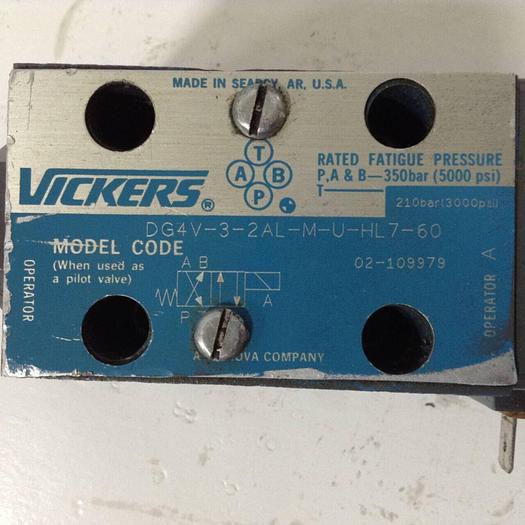 MADE IN SEARCY, AR, U.S.A.
T
A B
P
VICKERS®
RATED FATIGUE PRESSURE
P,A & B—350bar (5000 psi)
T
210bar(3000psi)
DG4V-3-2AL-M-U-HL7-60
MODEL CODE
(When used as
a pilot valve)
02-109979
A B
A
P
OPERATOR
OPERATOR A
A COMPANY